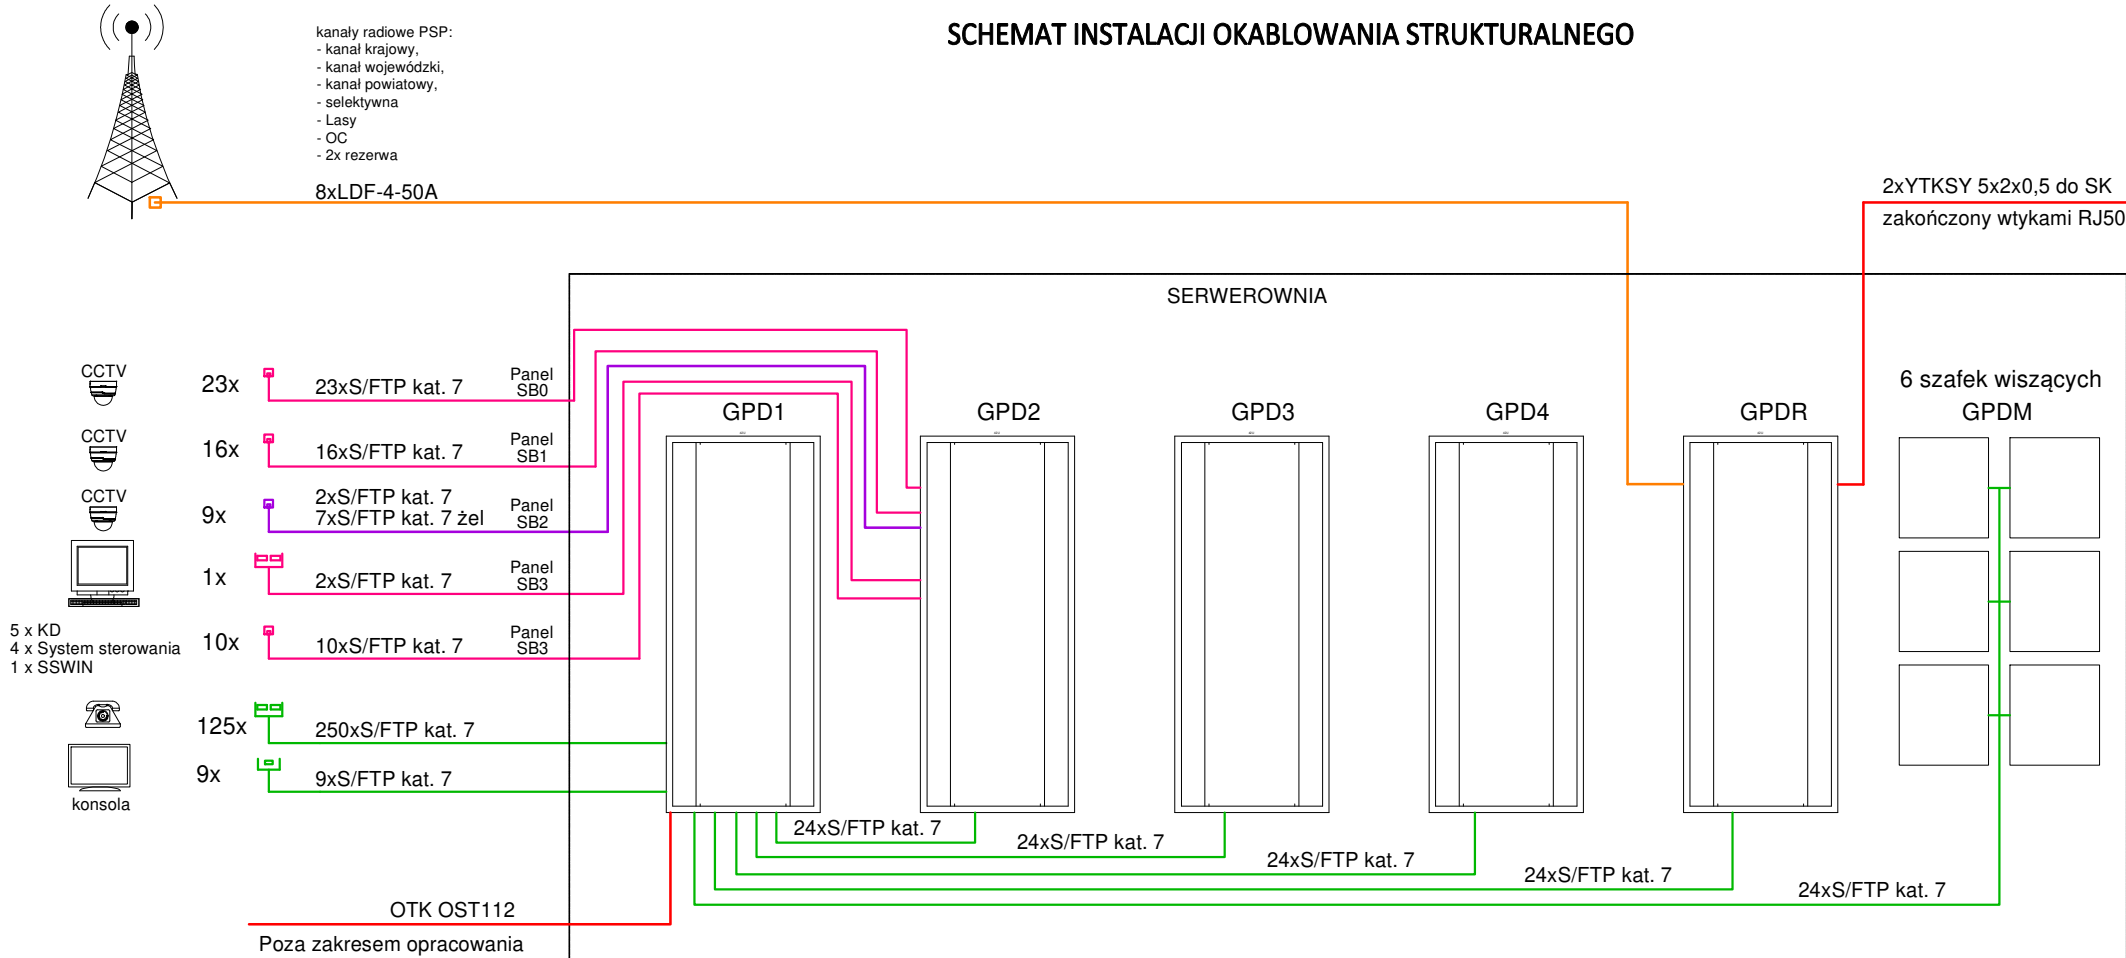 SCHEMAT INSTALACJI OKABLOWANIA STRUKTURALNEGO
kanały radiowe PSP:
- kanał krajowy,
- kanał wojewódzki,
- kanał powiatowy,
- selektywna
- Lasy
- OC
- 2x rezerwa
8xLDF-4-50A
2xYTKSY 5x2x0,5 do SK
zakończony wtykami RJ50
SERWEROWNIA
CCTV
23x
23xS/FTP kat. 7
Panel
SB0
CCTV
16x
16xS/FTP kat. 7
Panel
SB1
CCTV
9x
2xS/FTP kat. 7
7xS/FTP kat. 7 żel
Panel
SB2
1x
2xS/FTP kat. 7
Panel
SB3
5 x KD
4 x System sterowania
1 x SSWIN
10x
10xS/FTP kat. 7
Panel
SB3
125x
250xS/FTP kat. 7
9x
9xS/FTP kat. 7
konsola
GPD1
GPD2
GPD3
GPD4
GPDR
6 szafek wiszących
GPDM
24xS/FTP kat. 7
24xS/FTP kat. 7
24xS/FTP kat. 7
24xS/FTP kat. 7
24xS/FTP kat. 7
OTK OST112
Poza zakresem opracowania